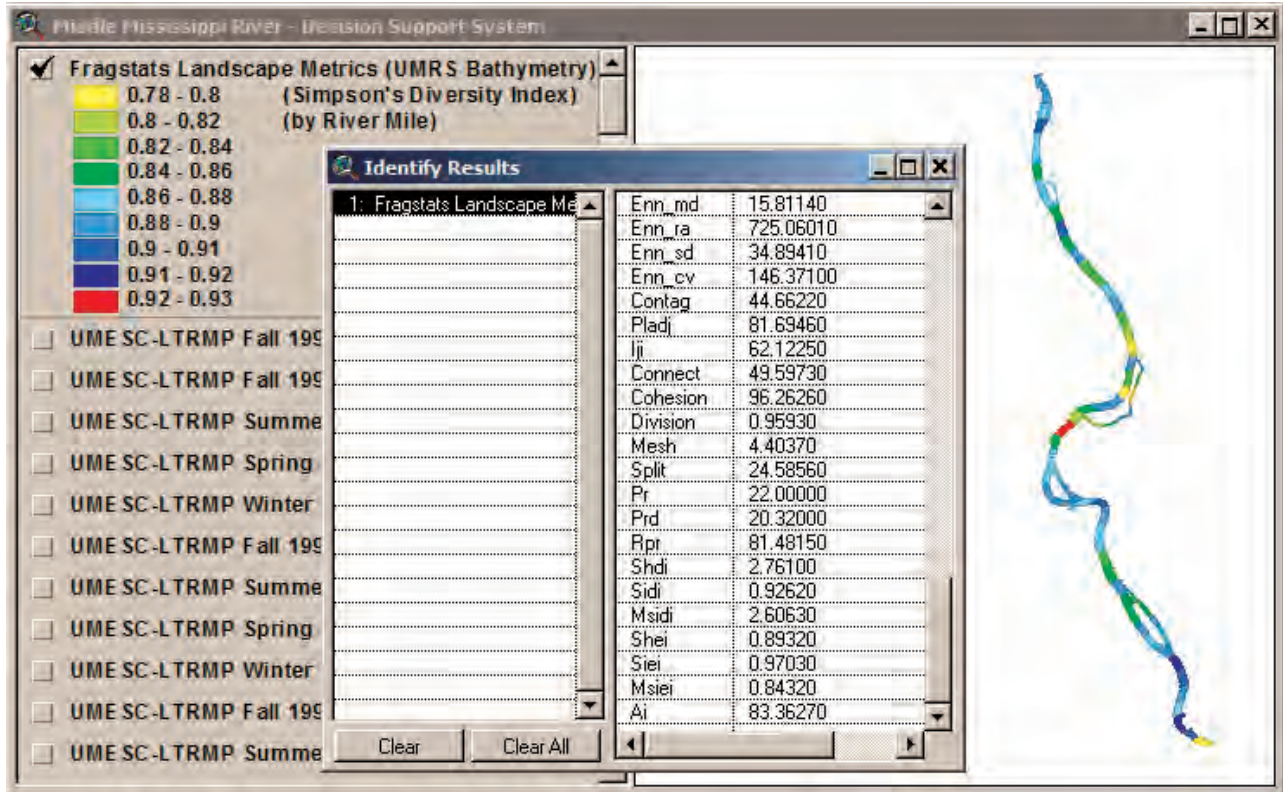 Middle Mississippi River - Decision Support System
Fragstats Landscape Metrics (UMRS Bathymetry)
0.78 - 0.8 (Simpson's Diversity Index)
0.8 - 0.82 (by River Mile)
0.82 - 0.84
0.84 - 0.86
0.86 - 0.88
0.88 - 0.9
0.9 - 0.91
0.91 - 0.92
0.92 - 0.93
UMESC-LTRMP Fall 199
UMESC-LTRMP Fall 199
UMESC-LTRMP Summe
UMESC-LTRMP Spring
UMESC-LTRMP Winter
UMESC-LTRMP Fall 199
UMESC-LTRMP Summe
UMESC-LTRMP Spring
UMESC-LTRMP Winter
UMESC-LTRMP Fall 199
UMESC-LTRMP Summe
Identify Results
1: Fragstats Landscape Me
Enn_md 15.81140
Enn_ra 725.06010
Enn_sd 34.89410
Enn_cv 146.37100
Contag 44.66220
Pladj 81.69460
Iji 62.12250
Connect 49.59730
Cohesion 96.26260
Division 0.95930
Mesh 4.40370
Split 24.58560
Pr 22.00000
Prd 20.32000
Rpr 81.48150
Shdi 2.76100
Sidi 0.92620
Msidi 2.60630
Shei 0.89320
Siei 0.97030
Msiei 0.84320
Ai 83.36270
Clear Clear All